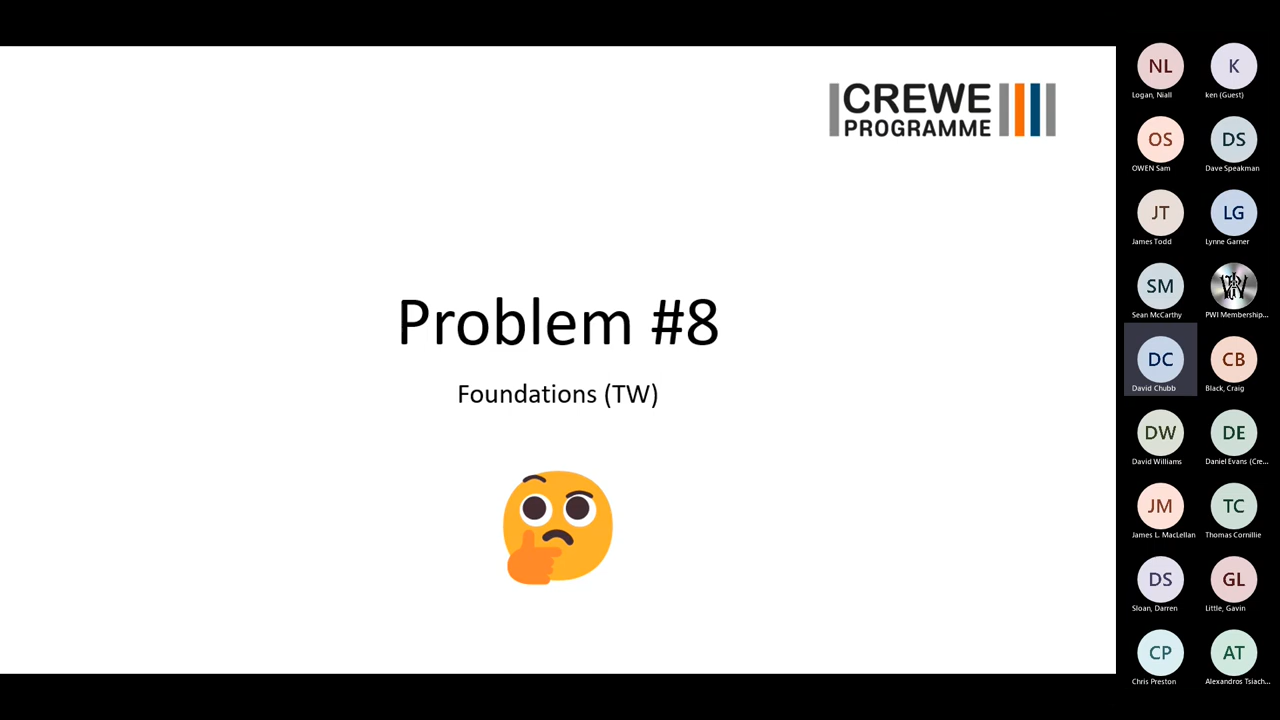 CREWE
PROGRAMME
Problem #8
Foundations (TW)
NL
K
Logan, Niall
ken (Guest)
OS
DS
OWEN Sam
Dave Speakman
JT
LG
James Todd
Lynne Garner
SM
Sean McCarthy
PWI Membership...
DC
CB
David Chubb
Black, Craig
DW
DE
David Williams
Daniel Evans (Cre...
JM
TC
James L. MacLellan
Thomas Cornillie
DS
GL
Sloan, Darren
Little, Gavin
CP
AT
Chris Preston
Alexandros Tsiach...